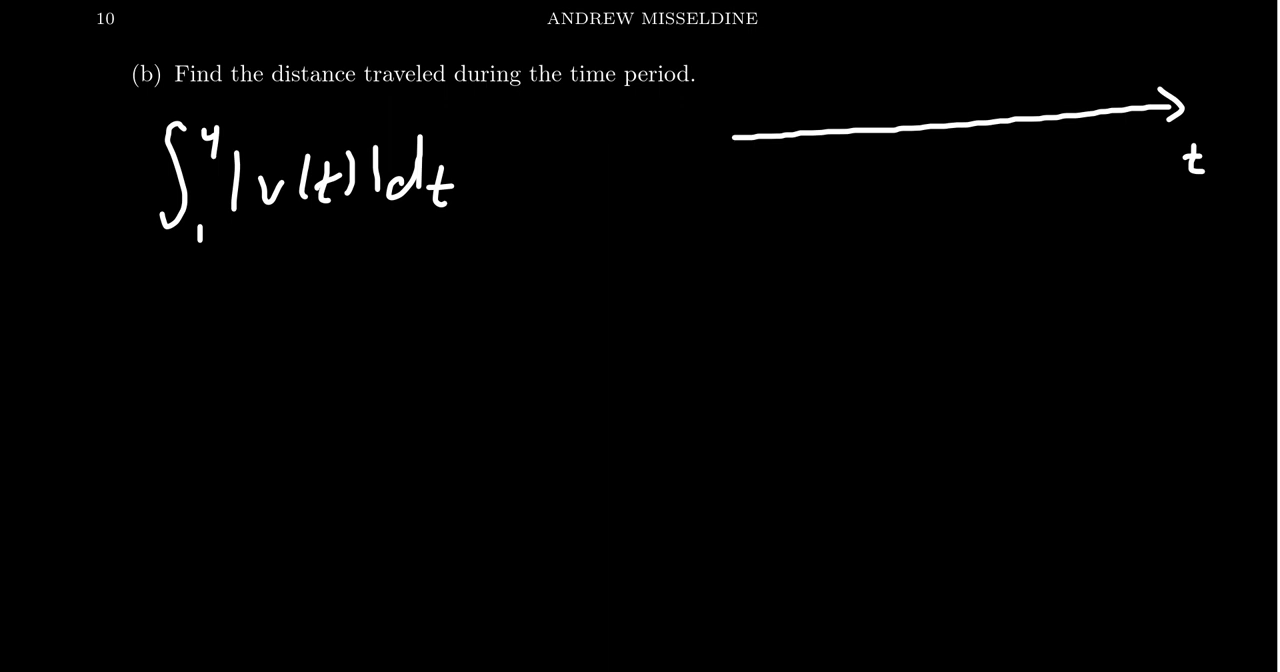 10 ANDREW MISSELDINE
(b) Find the distance traveled during the time period.
∫₁⁴ |v(t)| dt
t